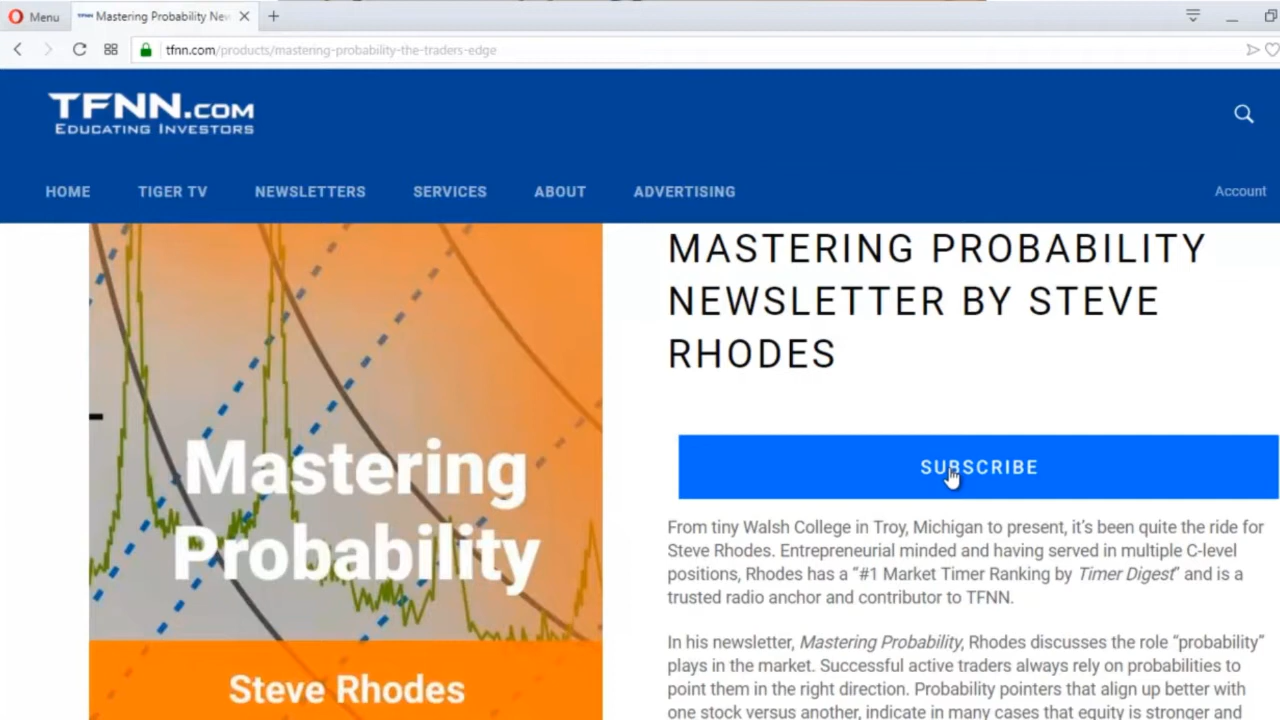 Menu
TFNN Mastering Probability New
tfnn.com/products/mastering-probability-the-traders-edge
TFNN.COM
EDUCATING INVESTORS
HOME TIGER TV NEWSLETTERS SERVICES ABOUT ADVERTISING Account
MASTERING PROBABILITY
NEWSLETTER BY STEVE
RHODES
Mastering
Probability
Steve Rhodes
SUBSCRIBE
From tiny Walsh College in Troy, Michigan to present, it's been quite the ride for
Steve Rhodes. Entrepreneurial minded and having served in multiple C-level
positions, Rhodes has a “#1 Market Timer Ranking by Timer Digest” and is a
trusted radio anchor and contributor to TFNN.
In his newsletter, Mastering Probability, Rhodes discusses the role “probability”
plays in the market. Successful active traders always rely on probabilities to
point them in the right direction. Probability pointers that align up better with
one stock versus another, indicate in many cases that equity is stronger and